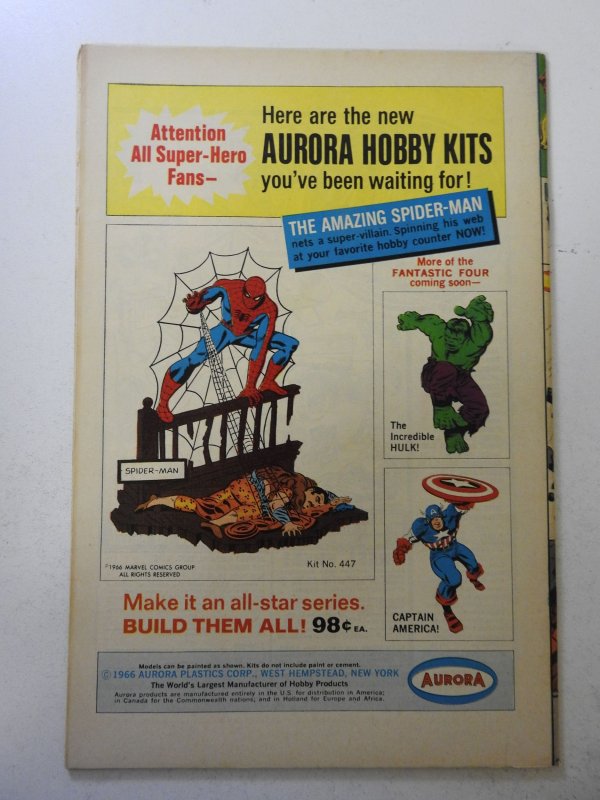 Attention
All Super-Hero
Fans—
Here are the new
AURORA HOBBY KITS
you've been waiting for!
THE AMAZING SPIDER-MAN
nets a super-villain. Spinning his web
at your favorite hobby counter NOW!
More of the
FANTASTIC FOUR
coming soon—
The
Incredible
HULK!
SPIDER-MAN
©1966 MARVEL COMICS GROUP
ALL RIGHTS RESERVED
Kit No. 447
CAPTAIN
AMERICA!
Make it an all-star series.
BUILD THEM ALL! 98¢ EA.
Models can be painted as shown. Kits do not include paint or cement.
©1966 AURORA PLASTICS CORP., WEST HEMPSTEAD, NEW YORK
The World's Largest Manufacturer of Hobby Products
Aurora products are manufactured entirely in the U.S. for distribution in America;
in Canada for the Commonwealth nations; and in Holland for Europe and Africa.
AURORA